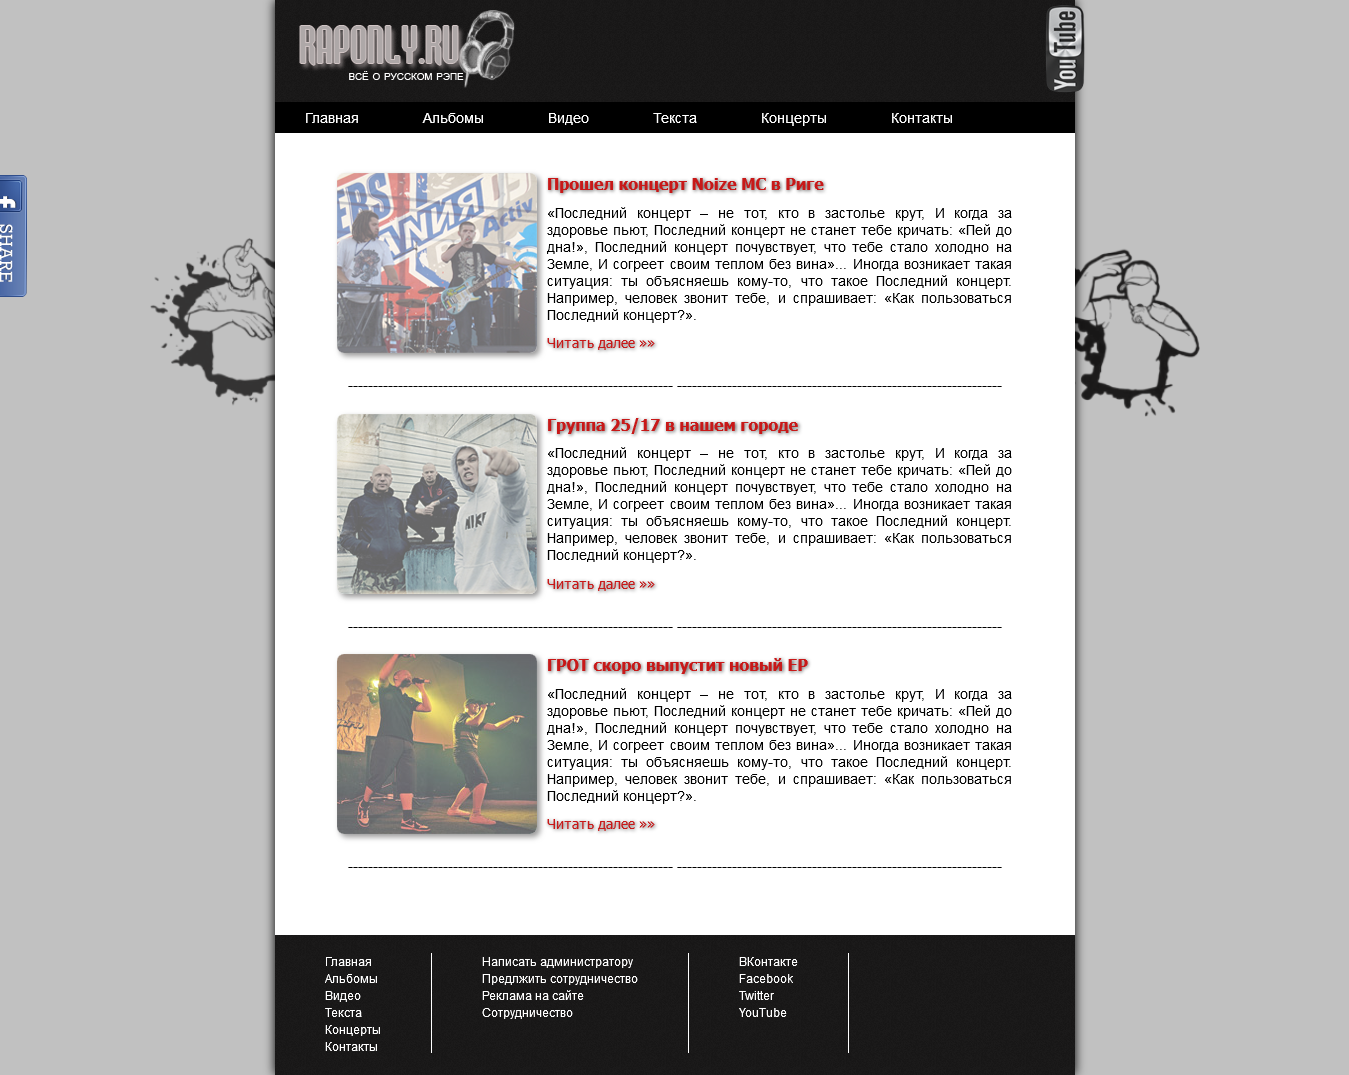 RAPONLY.RU
ВСЁ О РУССКОМ РЭПЕ
YouTube
Главная
Альбомы
Видео
Текста
Концерты
Контакты
f SHARE
Activ
Прошел концерт Noize MC в Риге
«Последний концерт – не тот, кто в застолье крут, И когда за
здоровье пьют, Последний концерт не станет тебе кричать: «Пей до
дна!», Последний концерт почувствует, что тебе стало холодно на
Земле, И согреет своим теплом без вина»... Иногда возникает такая
ситуация: ты объясняешь кому-то, что такое Последний концерт.
Например, человек звонит тебе, и спрашивает: «Как пользоваться
Последний концерт?».
Читать далее »»
----------------------------------------------------------------- -----------------------------------------------------------------
NIKE
Группа 25/17 в нашем городе
«Последний концерт – не тот, кто в застолье крут, И когда за
здоровье пьют, Последний концерт не станет тебе кричать: «Пей до
дна!», Последний концерт почувствует, что тебе стало холодно на
Земле, И согреет своим теплом без вина»... Иногда возникает такая
ситуация: ты объясняешь кому-то, что такое Последний концерт.
Например, человек звонит тебе, и спрашивает: «Как пользоваться
Последний концерт?».
Читать далее »»
----------------------------------------------------------------- -----------------------------------------------------------------
ГРОТ скоро выпустит новый EP
«Последний концерт – не тот, кто в застолье крут, И когда за
здоровье пьют, Последний концерт не станет тебе кричать: «Пей до
дна!», Последний концерт почувствует, что тебе стало холодно на
Земле, И согреет своим теплом без вина»... Иногда возникает такая
ситуация: ты объясняешь кому-то, что такое Последний концерт.
Например, человек звонит тебе, и спрашивает: «Как пользоваться
Последний концерт?».
Читать далее »»
----------------------------------------------------------------- -----------------------------------------------------------------
Главная
Альбомы
Видео
Текста
Концерты
Контакты
Написать администратору
Предлжить сотрудничество
Реклама на сайте
Сотрудничество
ВКонтакте
Facebook
Twitter
YouTube